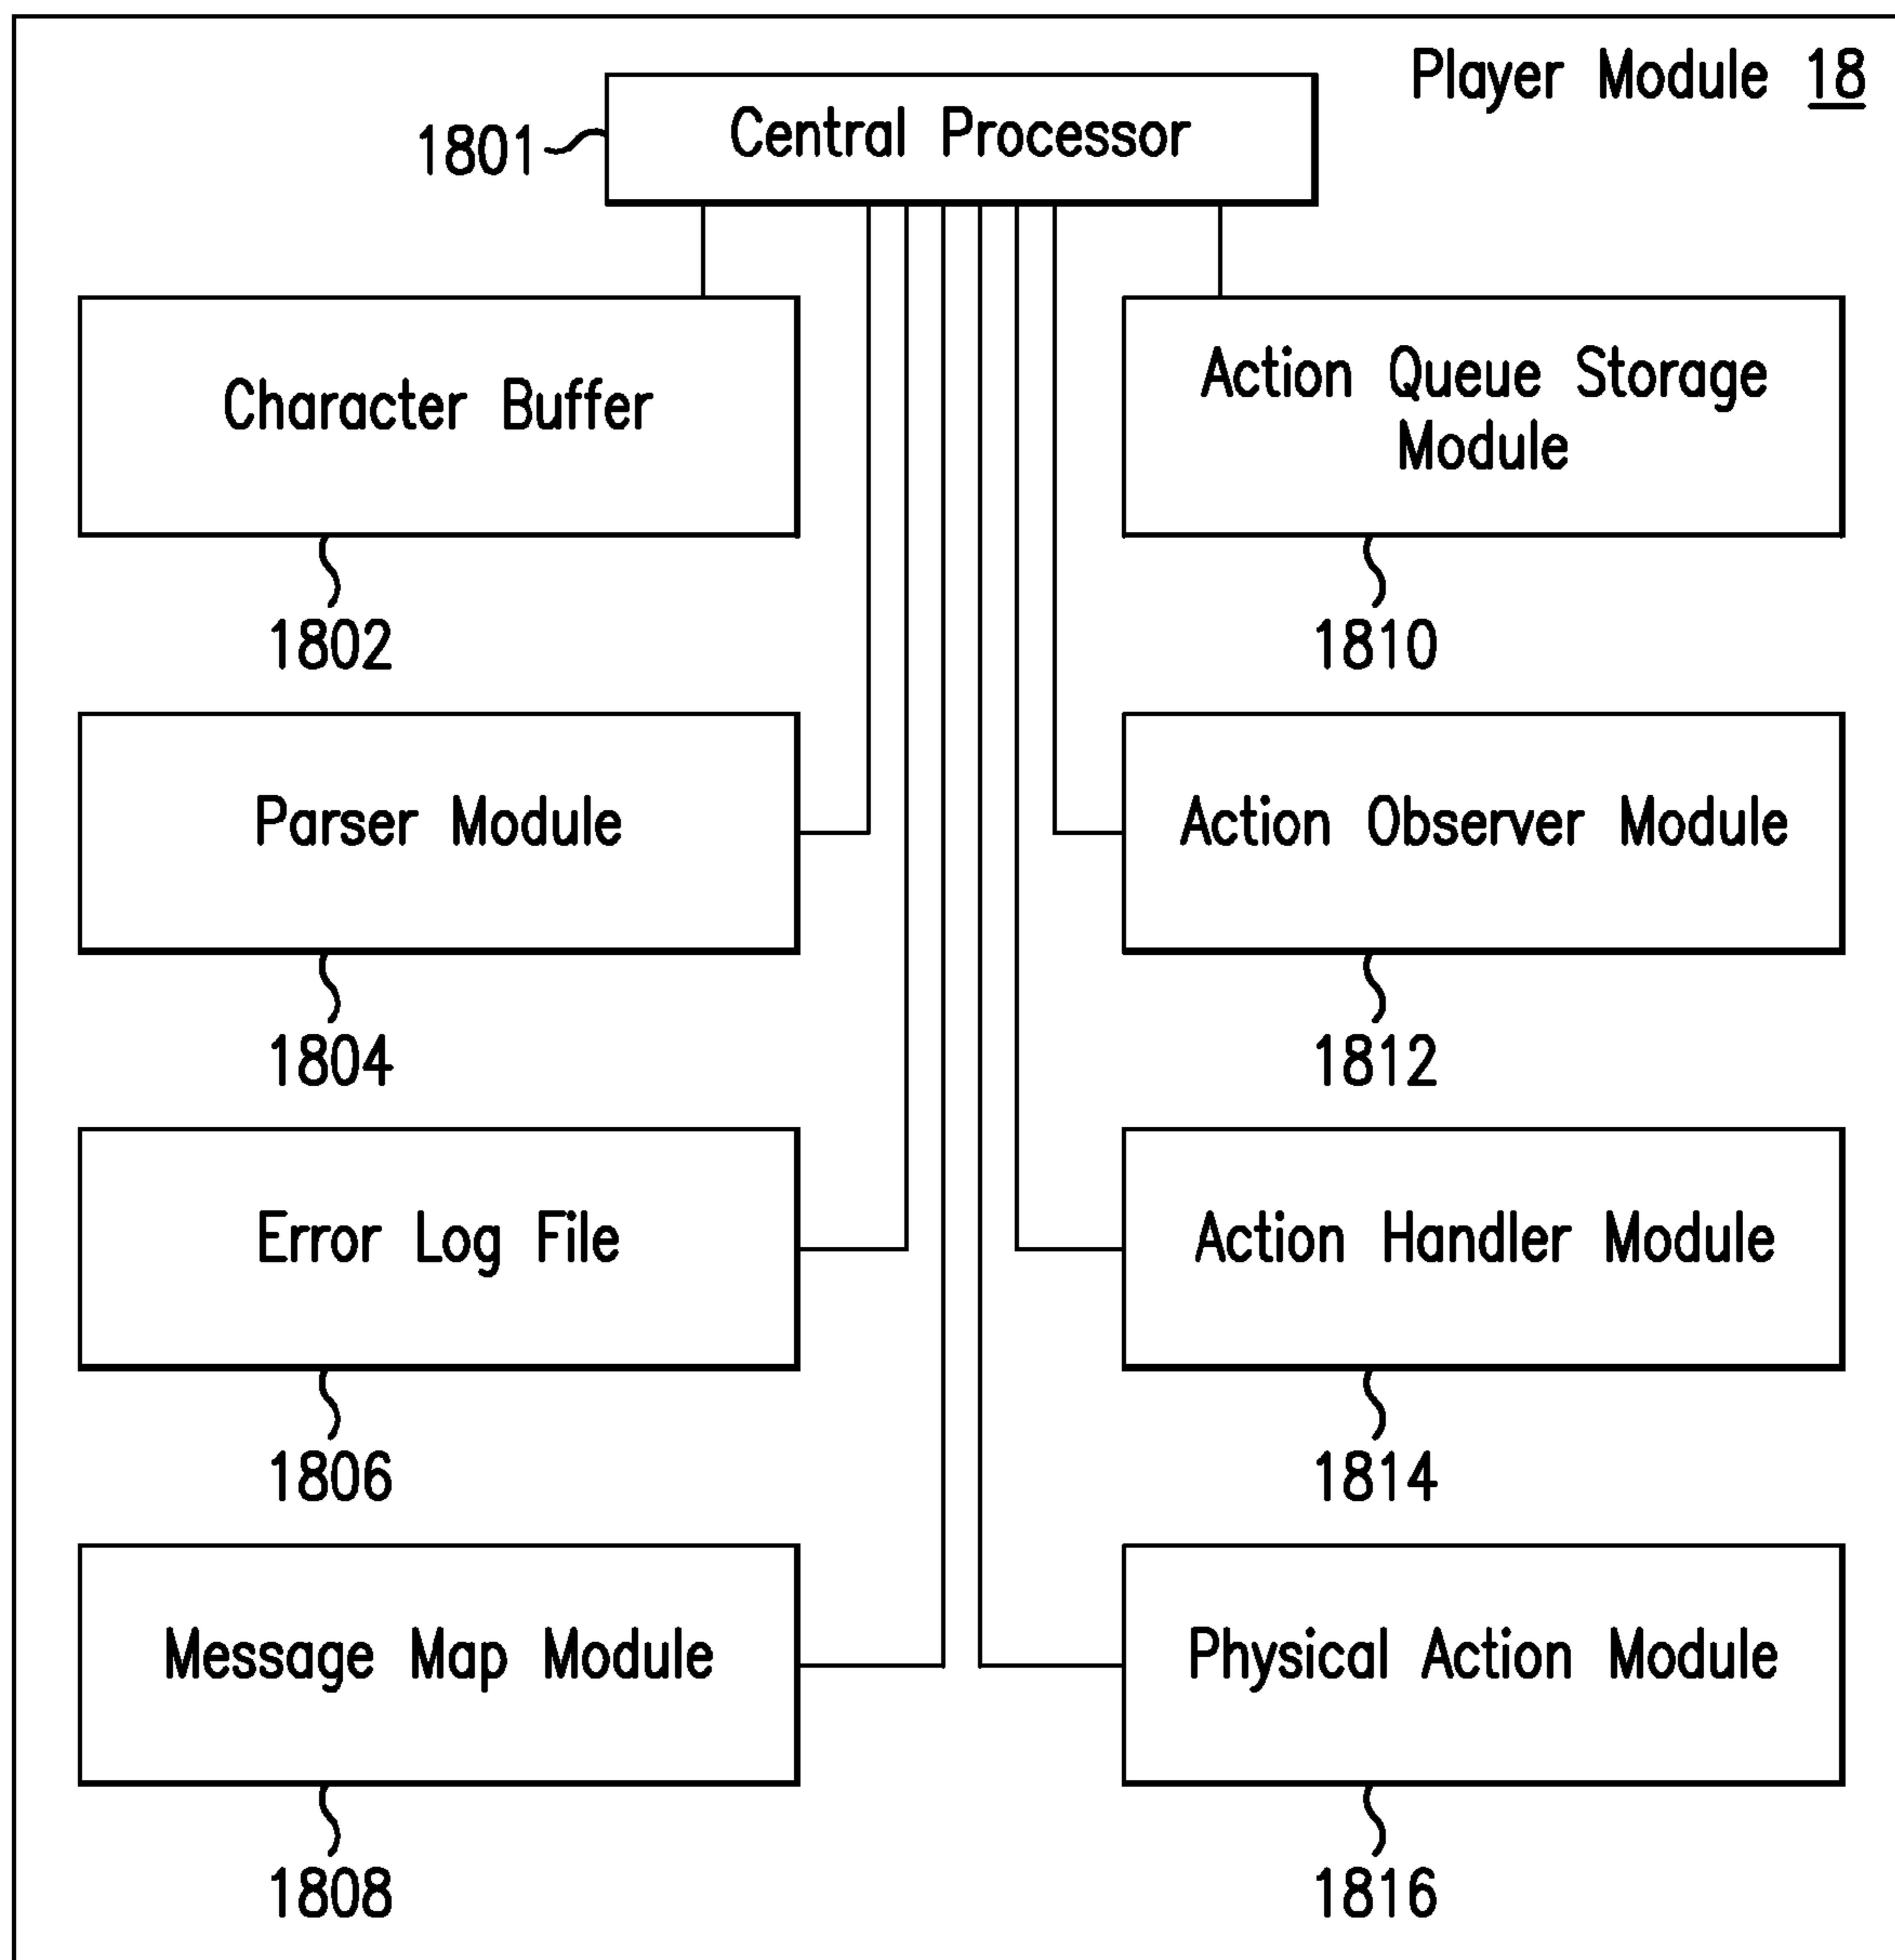 Player Module 18
Central Processor
1801
Character Buffer
1802
Action Queue Storage
Module
1810
Parser Module
1804
Action Observer Module
1812
Error Log File
1806
Action Handler Module
1814
Message Map Module
1808
Physical Action Module
1816